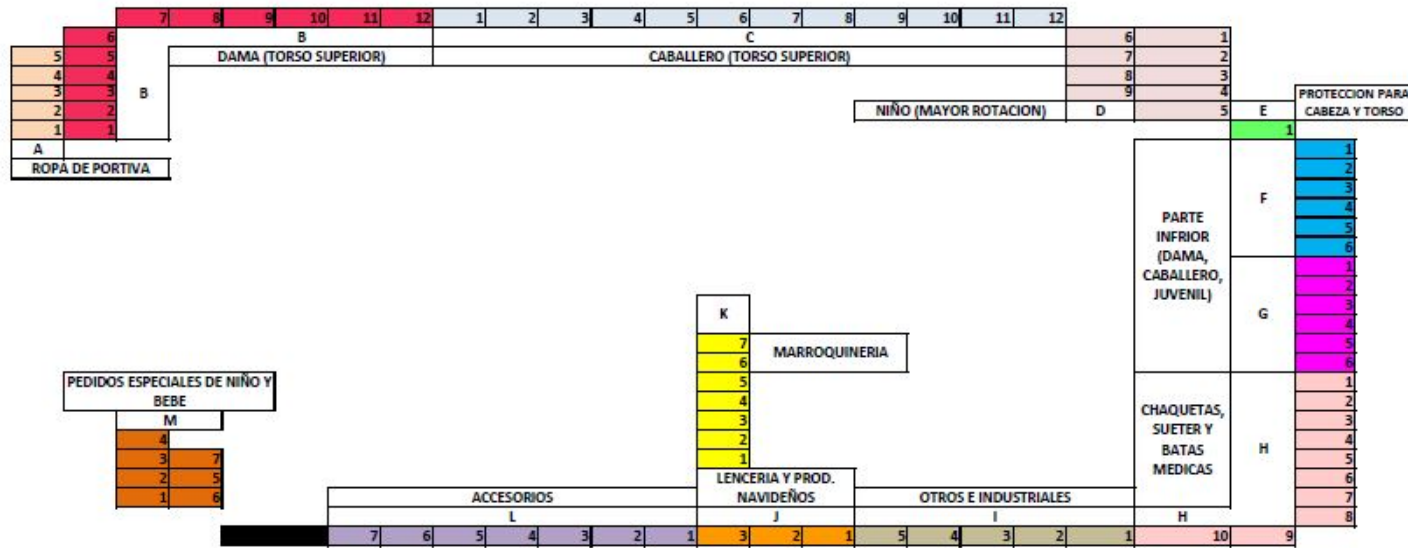 7 8 9 10 11 12 1 2 3 4 5 6 7 8 9 10 11 12
6 B C 6 1
5 5 B DAMA (TORSO SUPERIOR) CABALLERO (TORSO SUPERIOR) 7 2
4 4 8 3
3 3 9 4
2 2 NIÑO (MAYOR ROTACION) D 5 E
1 1 1
PROTECCION PARA
CABEZA Y TORSO
A
ROPA DE PORTIVA
1
2
3
4
5
6
F
PARTE
INFRIOR
(DAMA,
CABALLERO,
JUVENIL)
1
2
3
4
5
6
G
K
7 MARROQUINERIA
6
5
4
3
2
1
PEDIDOS ESPECIALES DE NIÑO Y
BEBE
M
4
3 7
2 5
1 6
CHAQUETAS,
SUETER Y
BATAS
MEDICAS
H
1
2
3
4
5
6
7
8
LENCERIA Y PROD.
NAVIDEÑOS
ACCESORIOS OTROS E INDUSTRIALES
L J I H
7 6 5 4 3 2 1 3 2 1 5 4 3 2 1 10 9